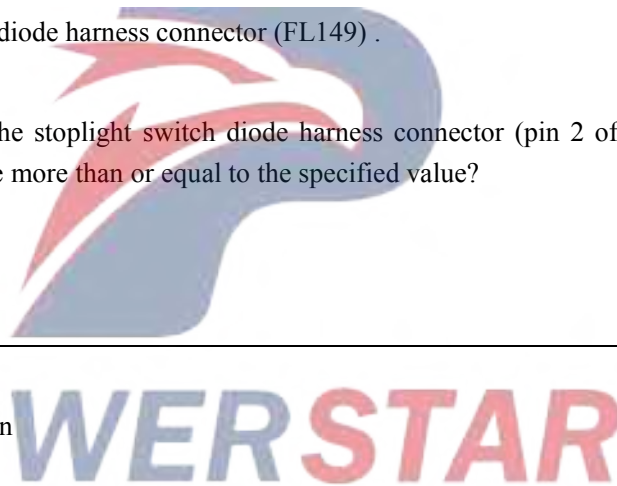 diode harness connector (FL149) .
he stoplight switch diode harness connector (pin 2 of
e more than or equal to the specified value?
n
WERSTAR